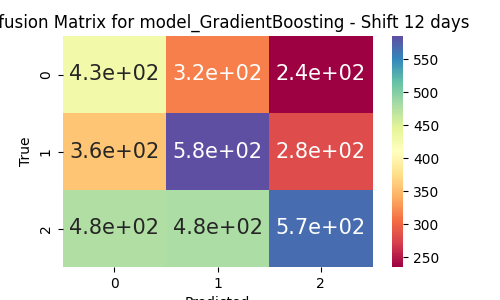 fusion Matrix for model_GradientBoosting - Shift 12 days
True
0 4.3e+02 3.2e+02 2.4e+02
1 3.6e+02 5.8e+02 2.8e+02
2 4.8e+02 4.8e+02 5.7e+02
0 1 2
Predicted
550
500
450
400
350
300
250